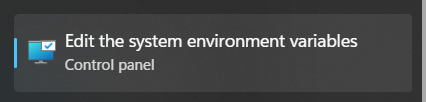 Edit the system environment variables
Control panel